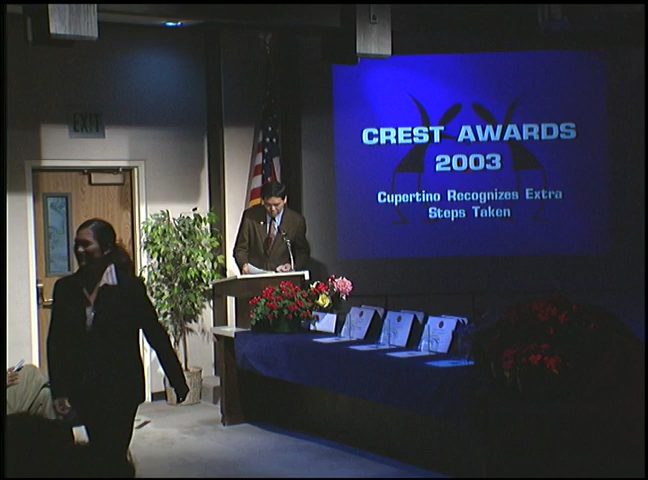 EXIT
CREST AWARDS
2003
Cupertino Recognizes Extra
Steps Taken